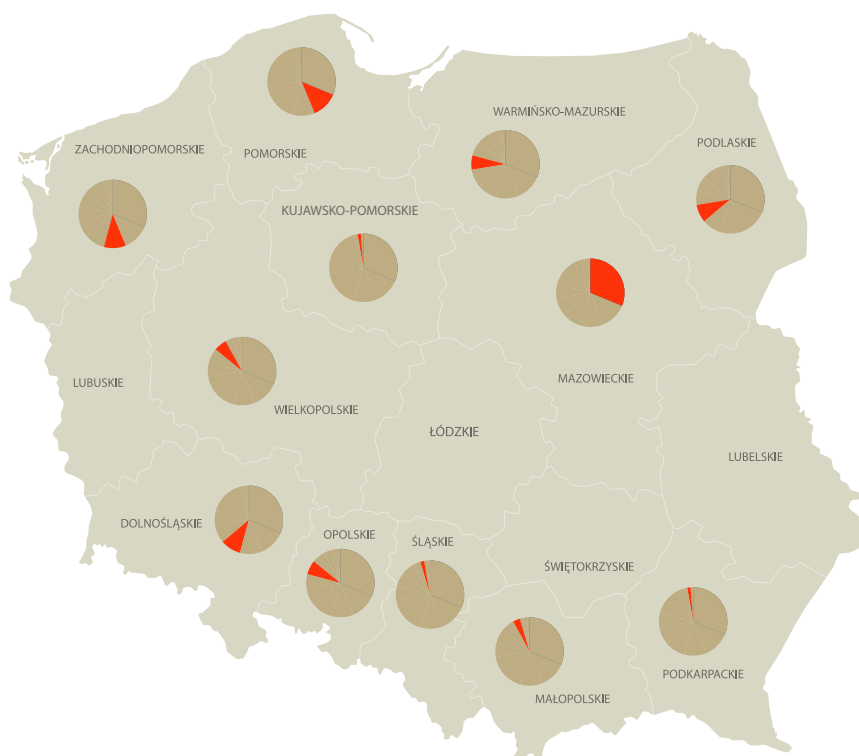 WARMIŃSKO-MAZURSKIE
PODLASKIE
ZACHODNIOPOMORSKIE
POMORSKIE
KUJAWSKO-POMORSKIE
MAZOWIECKIE
LUBUSKIE
WIELKOPOLSKIE
ŁÓDZKIE
LUBELSKIE
DOLNOŚLĄSKIE
OPOLSKIE
ŚLĄSKIE
ŚWIĘTOKRZYSKIE
PODKARPACKIE
MAŁOPOLSKIE